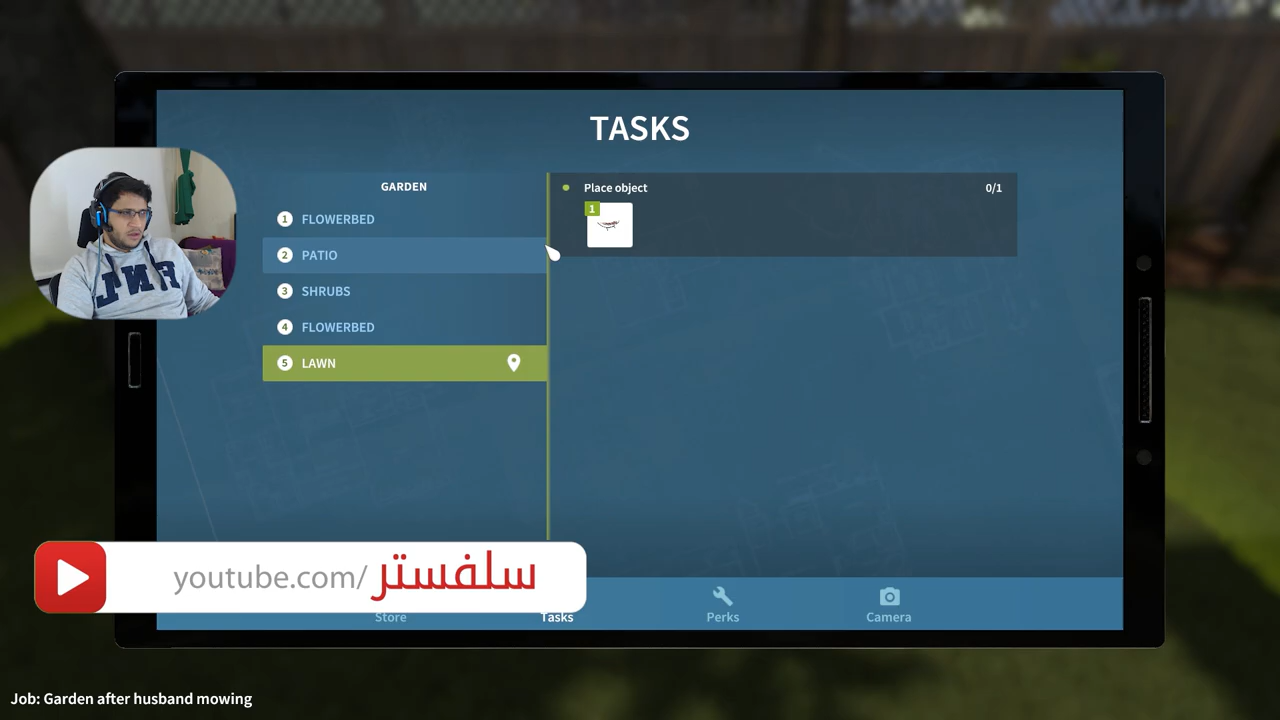 TASKS
GARDEN
1 FLOWERBED
2 PATIO
3 SHRUBS
4 FLOWERBED
5 LAWN
Place object 0/1
1
youtube.com/سلفستر
Store Tasks Perks Camera
Job: Garden after husband mowing